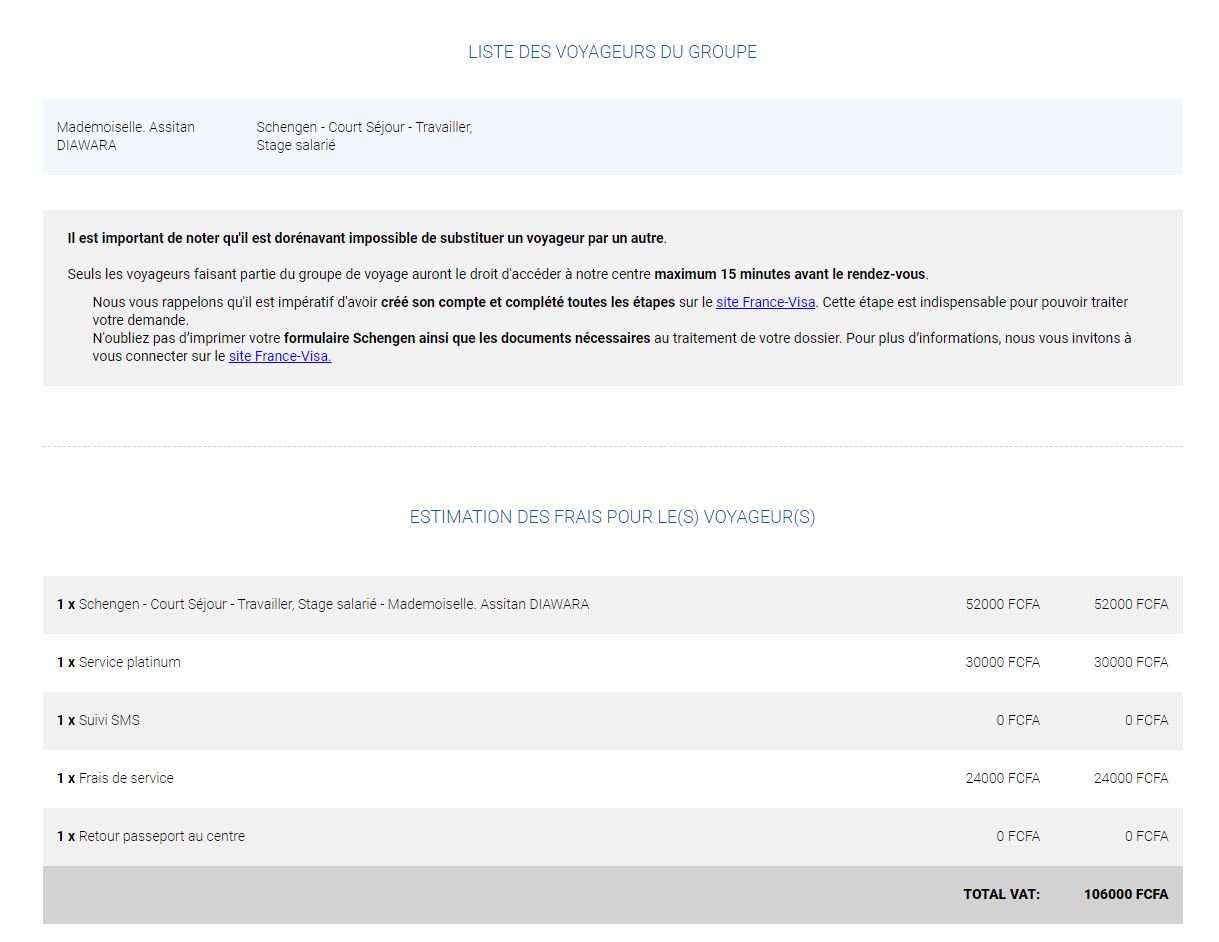 LISTE DES VOYAGEURS DU GROUPE
Mademoiselle. Assitan
DIAWARA
Schengen - Court Séjour - Travailler,
Stage salarié
Il est important de noter qu'il est dorénavant impossible de substituer un voyageur par un autre.
Seuls les voyageurs faisant partie du groupe de voyage auront le droit d'accéder à notre centre maximum 15 minutes avant le rendez-vous.
Nous vous rappelons qu'il est impératif d'avoir créé son compte et complété toutes les étapes sur le site France-Visa. Cette étape est indispensable pour pouvoir traiter
votre demande.
N'oubliez pas d’imprimer votre formulaire Schengen ainsi que les documents nécessaires au traitement de votre dossier. Pour plus d’informations, nous vous invitons à
vous connecter sur le site France-Visa.
ESTIMATION DES FRAIS POUR LE(S) VOYAGEUR(S)
1 x Schengen - Court Séjour - Travailler, Stage salarié - Mademoiselle. Assitan DIAWARA 52000 FCFA 52000 FCFA
1 x Service platinum 30000 FCFA 30000 FCFA
1 x Suivi SMS 0 FCFA 0 FCFA
1 x Frais de service 24000 FCFA 24000 FCFA
1 x Retour passeport au centre 0 FCFA 0 FCFA
TOTAL VAT: 106000 FCFA